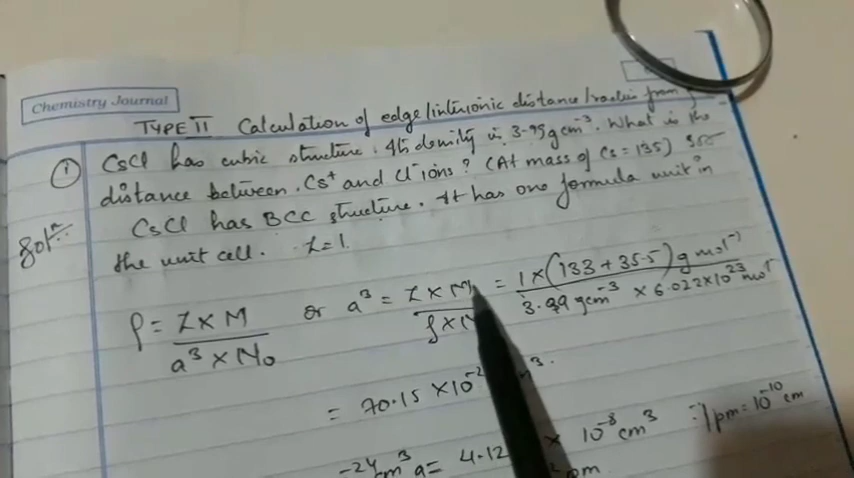 Chemistry Journal
TYPE II Calculation of edge/interionic distance/radii from
① CsCl has cubic structure. Its density is 3.99 g cm⁻³. What is the
distance between Cs⁺ and Cl⁻ ions? (At mass of Cs = 135)
Solⁿ:- CsCl has BCC structure. It has one formula unit in
the unit cell. Z=1.
ρ = Z×M / a³×N₀ or a³ = Z×M / ρ× = 1×(133+35.5) g mol⁻¹ / 3.99 g cm⁻³ × 6.022×10²³ mol⁻
= 70.15 ×10⁻²
cm³ a = 4.12 10⁻⁸ cm³ ∵ 1pm = 10⁻¹⁰ cm
pm